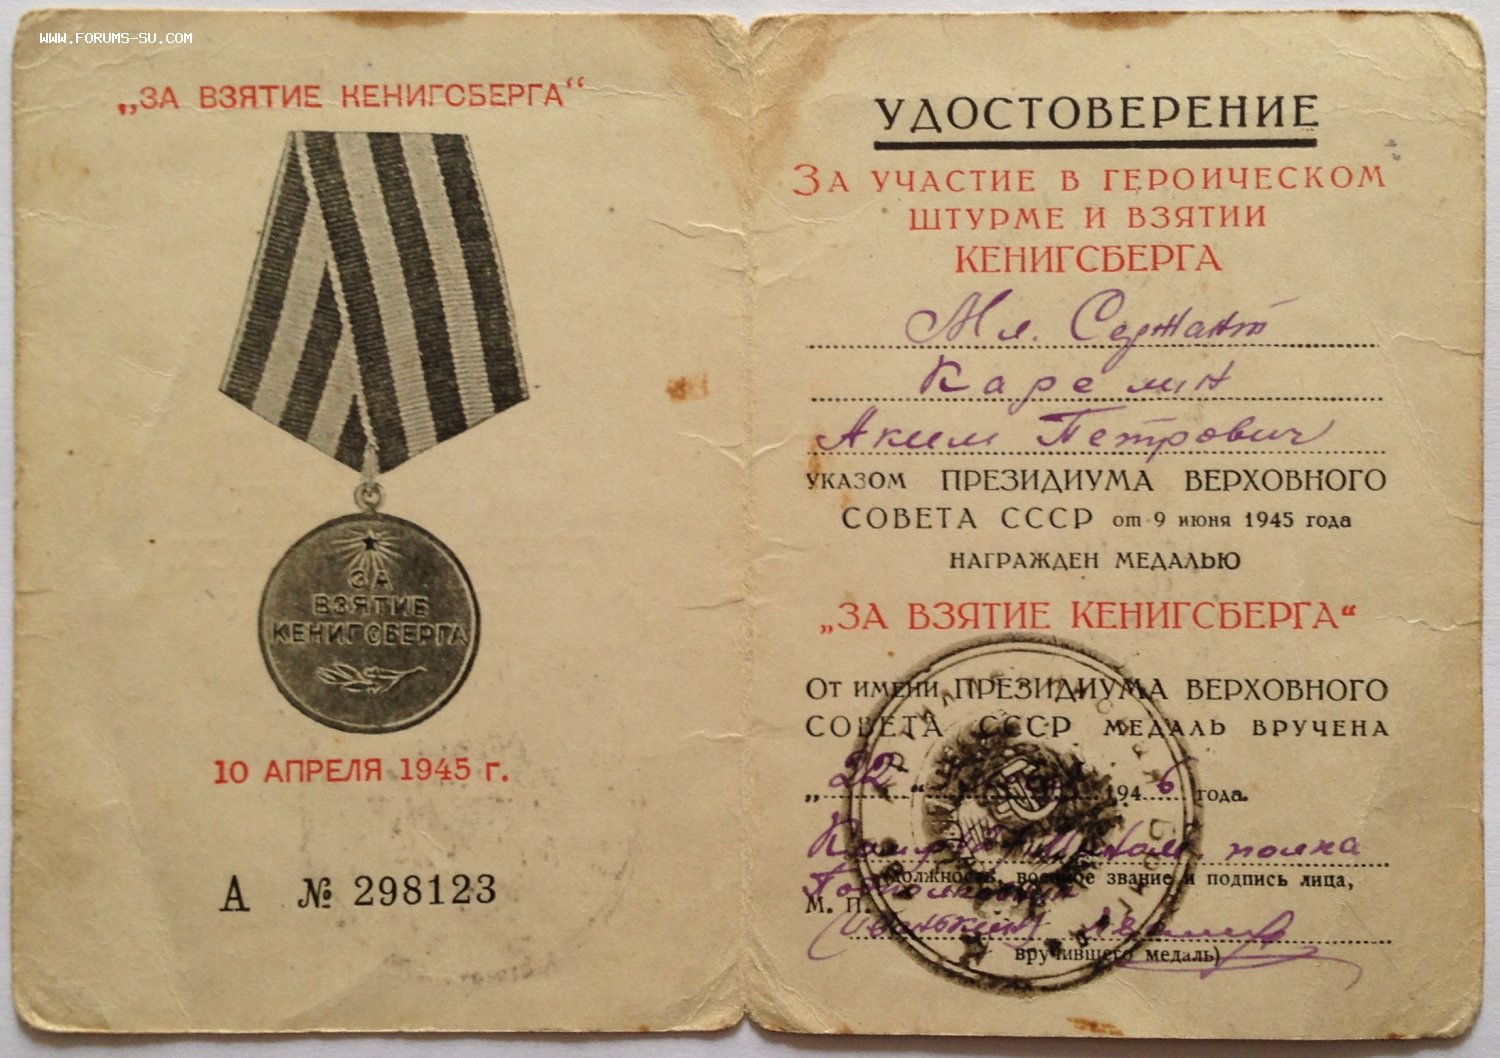 WWW.FORUMS-SU.COM
„ЗА ВЗЯТИЕ КЕНИГСБЕРГА“
ЗА
ВЗЯТИЕ
КЕНИГСБЕРГА
10 АПРЕЛЯ 1945 г.
А № 298123
УДОСТОВЕРЕНИЕ
ЗА УЧАСТИЕ В ГЕРОИЧЕСКОМ
ШТУРМЕ И ВЗЯТИИ
КЕНИГСБЕРГА
Мл. Сержант
Карелин
Аким Петрович
УКАЗОМ ПРЕЗИДИУМА ВЕРХОВНОГО
СОВЕТА СССР от 9 июня 1945 года
НАГРАЖДЕН МЕДАЛЬЮ
„ЗА ВЗЯТИЕ КЕНИГСБЕРГА“
ОТ ИМЕНИ ПРЕЗИДИУМА ВЕРХОВНОГО
СОВЕТА СССР МЕДАЛЬ ВРУЧЕНА
„22“ 1946 года.
полка
(должность, военное звание и подпись лица,
Подполковник
М. П.
вручившего медаль)